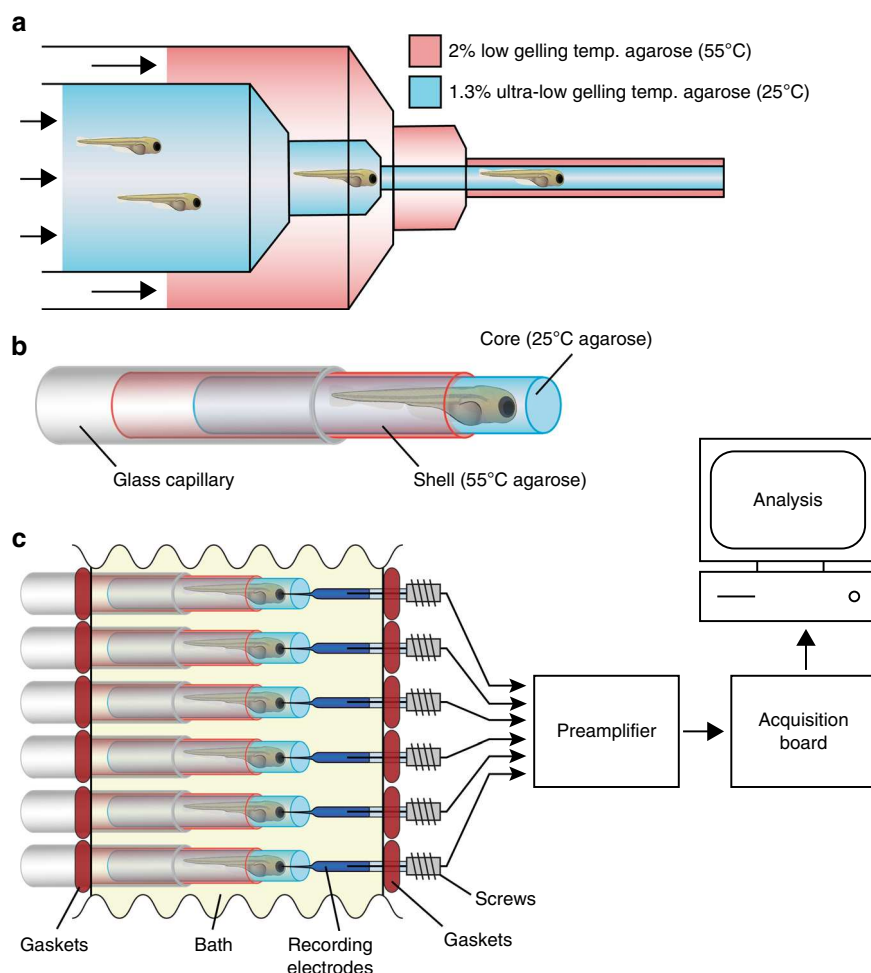 a
2% low gelling temp. agarose (55°C)
1.3% ultra-low gelling temp. agarose (25°C)
b
Core (25°C agarose)
Glass capillary
Shell (55°C agarose)
Analysis
c
Preamplifier
Acquisition
board
Screws
Gaskets
Bath
Recording
electrodes
Gaskets